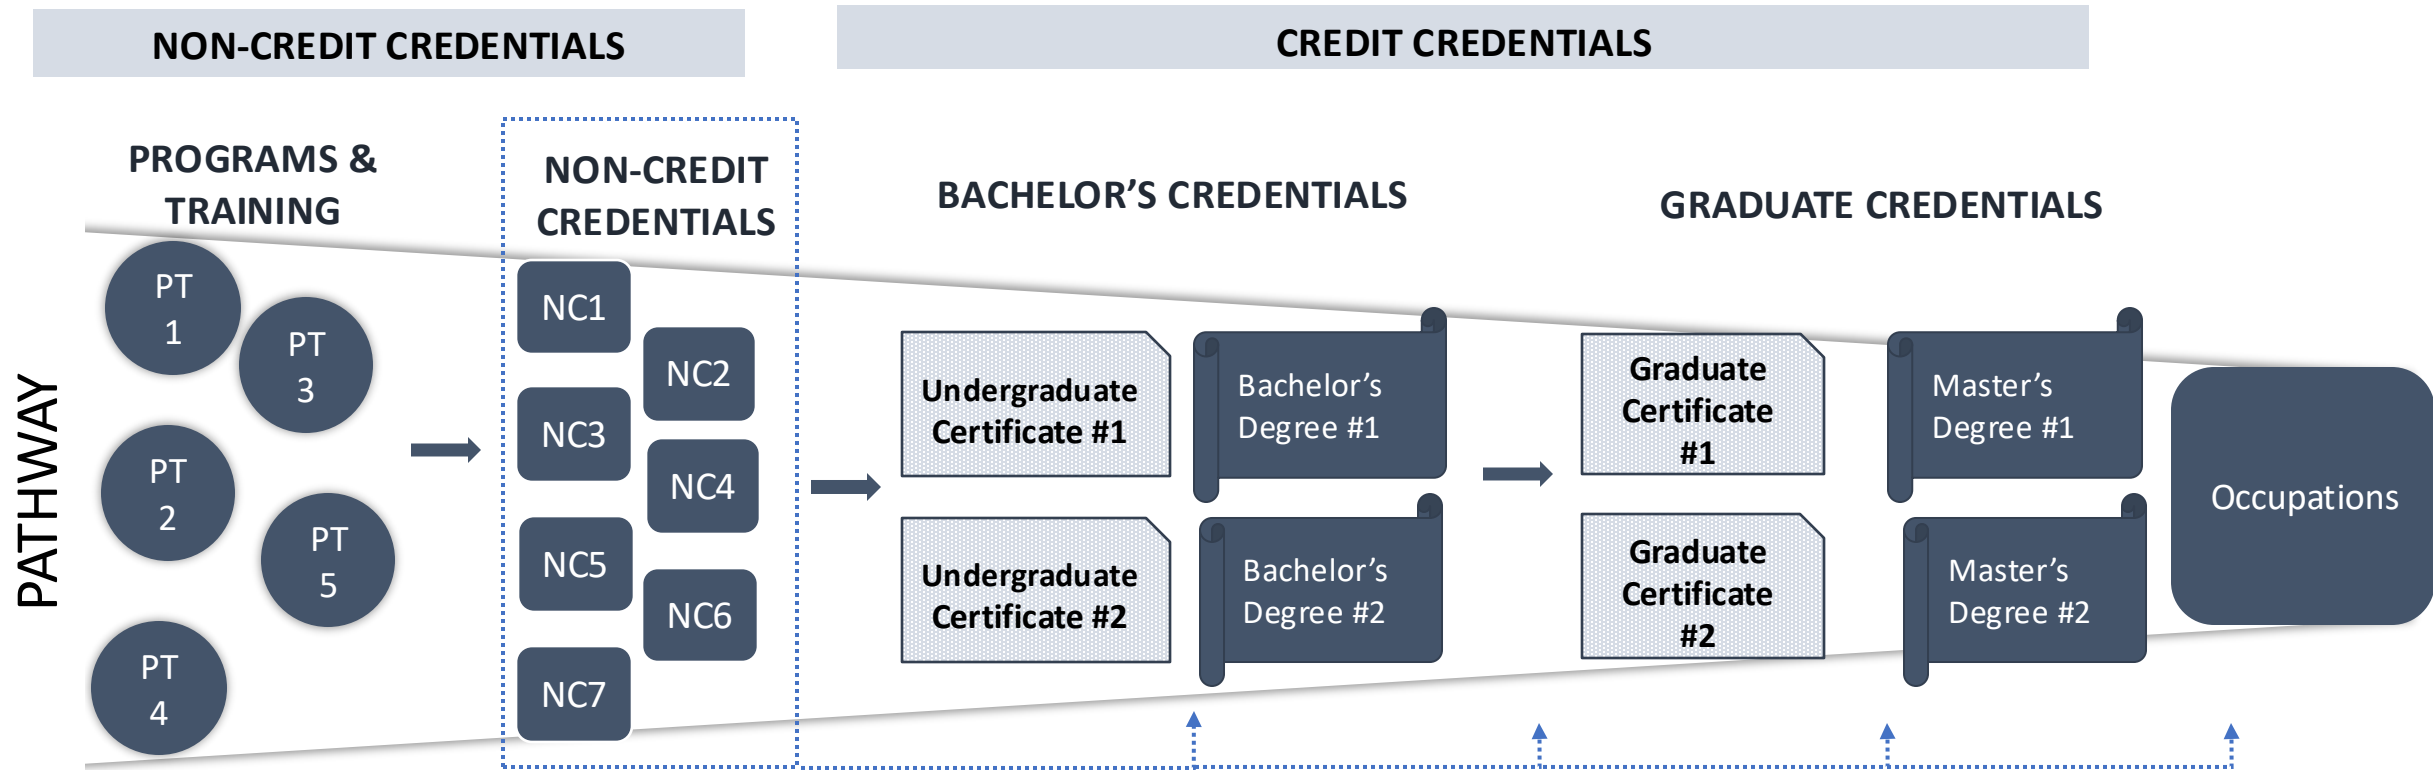 NON-CREDIT CREDENTIALS
CREDIT CREDENTIALS
PROGRAMS &
TRAINING
NON-CREDIT
CREDENTIALS
BACHELOR’S CREDENTIALS
GRADUATE CREDENTIALS
PATHWAY
PT
1
PT
3
PT
2
PT
5
PT
4
NC1
NC2
NC3
NC4
NC5
NC6
NC7
Undergraduate
Certificate #1
Bachelor’s
Degree #1
Undergraduate
Certificate #2
Bachelor’s
Degree #2
Graduate
Certificate
#1
Master’s
Degree #1
Graduate
Certificate
#2
Master’s
Degree #2
Occupations